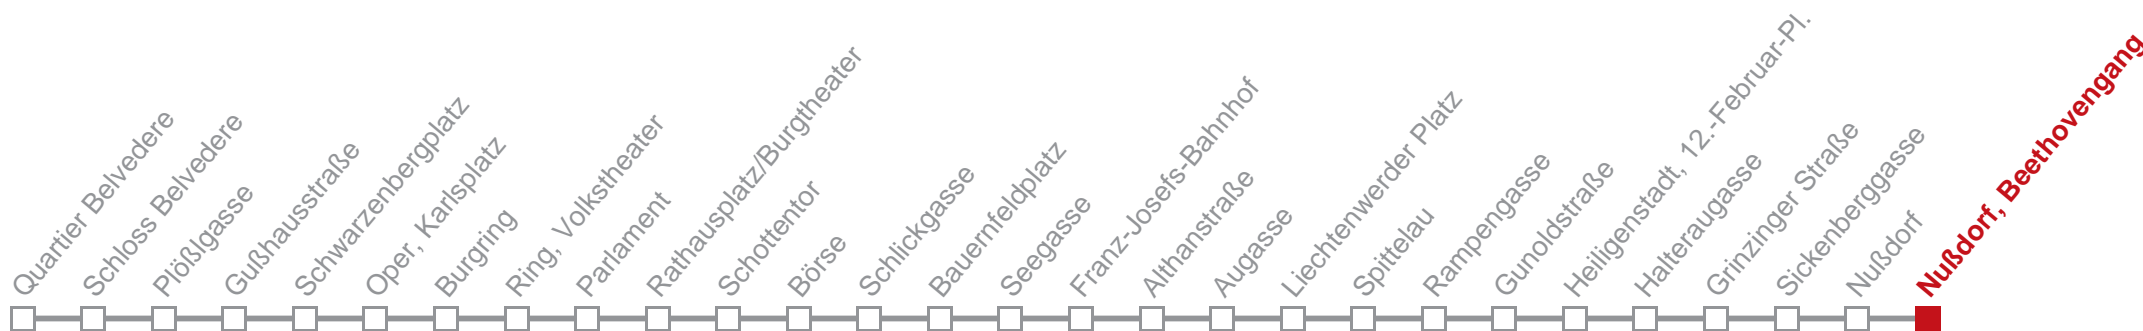 Quartier Belvedere
Schloss Belvedere
Plößlgasse
Gußhausstraße
Schwarzenbergplatz
Oper, Karlsplatz
Burgring
Ring, Volkstheater
Parlament
Rathausplatz/Burgtheater
Schottentor
Börse
Schlickgasse
Bauernfeldplatz
Seegasse
Franz-Josefs-Bahnhof
Althanstraße
Augasse
Liechtenwerder Platz
Spittelau
Rampengasse
Gunoldstraße
Heiligenstadt, 12.-Februar-Pl.
Halteraugasse
Grinzinger Straße
Sickenberggasse
Nußdorf
Nußdorf, Beethovengang